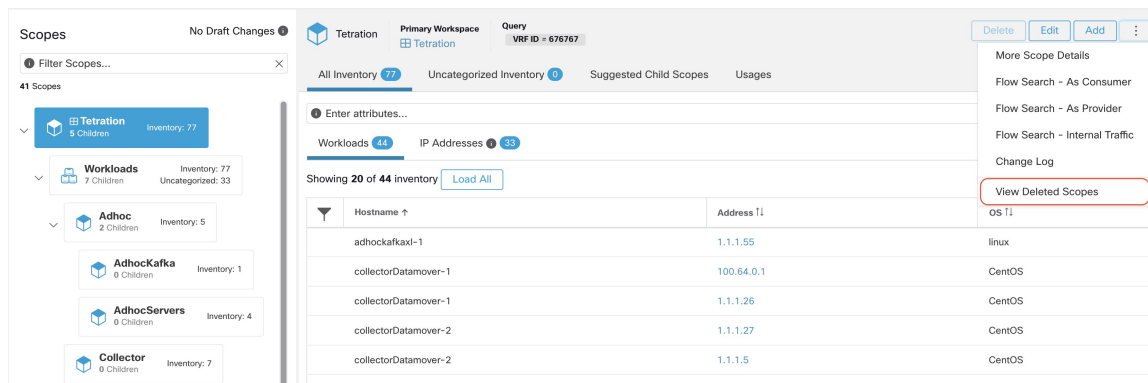 Scopes
No Draft Changes
Filter Scopes...
41 Scopes
Tetration
5 Children
Inventory: 77
Workloads
7 Children
Inventory: 77
Uncategorized: 33
Adhoc
2 Children
Inventory: 5
AdhocKafka
0 Children
Inventory: 1
AdhocServers
0 Children
Inventory: 4
Collector
0 Children
Inventory: 7
Tetration
Primary Workspace
Tetration
Query
VRF ID = 676767
Delete
Edit
Add
More Scope Details
Flow Search - As Consumer
Flow Search - As Provider
Flow Search - Internal Traffic
Change Log
View Deleted Scopes
All Inventory 77
Uncategorized Inventory 0
Suggested Child Scopes
Usages
Enter attributes...
Workloads 44
IP Addresses 33
Showing 20 of 44 inventory
Load All
Hostname ↑ Address ↑↓ OS ↑↓
adhockafkaxl-1 1.1.1.55 linux
collectorDatamover-1 100.64.0.1 CentOS
collectorDatamover-1 1.1.1.26 CentOS
collectorDatamover-2 1.1.1.27 CentOS
collectorDatamover-2 1.1.1.5 CentOS